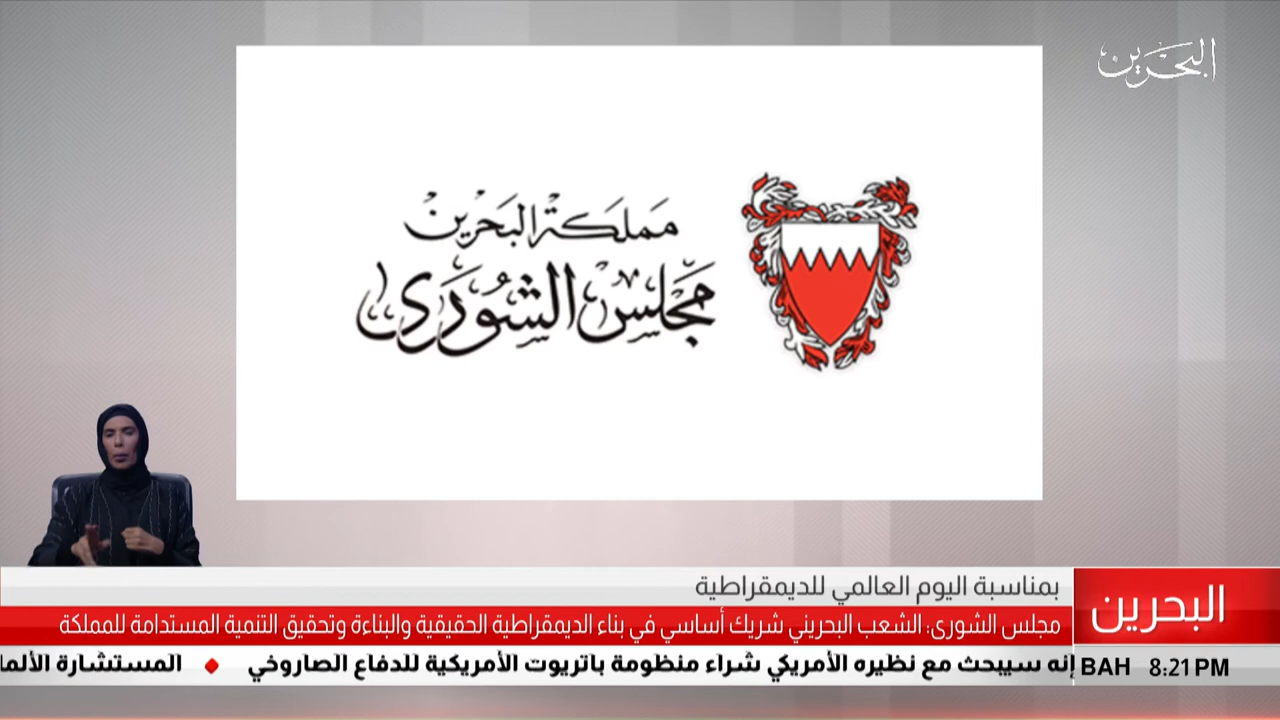 البحرين
مملكة البحرين
مجلس الشورى
بمناسبة اليوم العالمي للديمقراطية
البحرين
مجلس الشورى: الشعب البحريني شريك أساسي في بناء الديمقراطية الحقيقية والبناءة وتحقيق التنمية المستدامة للمملكة
BAH 8:21 PM
إنه سيبحث مع نظيره الأمريكي شراء منظومة باتريوت الأمريكية للدفاع الصاروخي ♦ المستشارة